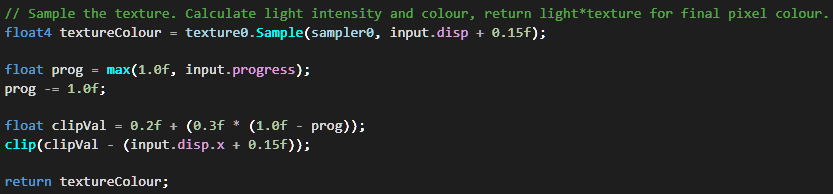 // Sample the texture. Calculate light intensity and colour, return light*texture for final pixel colour.
float4 textureColour = texture0.Sample(sampler0, input.disp + 0.15f);
float prog = max(1.0f, input.progress);
prog -= 1.0f;
float clipVal = 0.2f + (0.3f * (1.0f - prog));
clip(clipVal - (input.disp.x + 0.15f));
return textureColour;